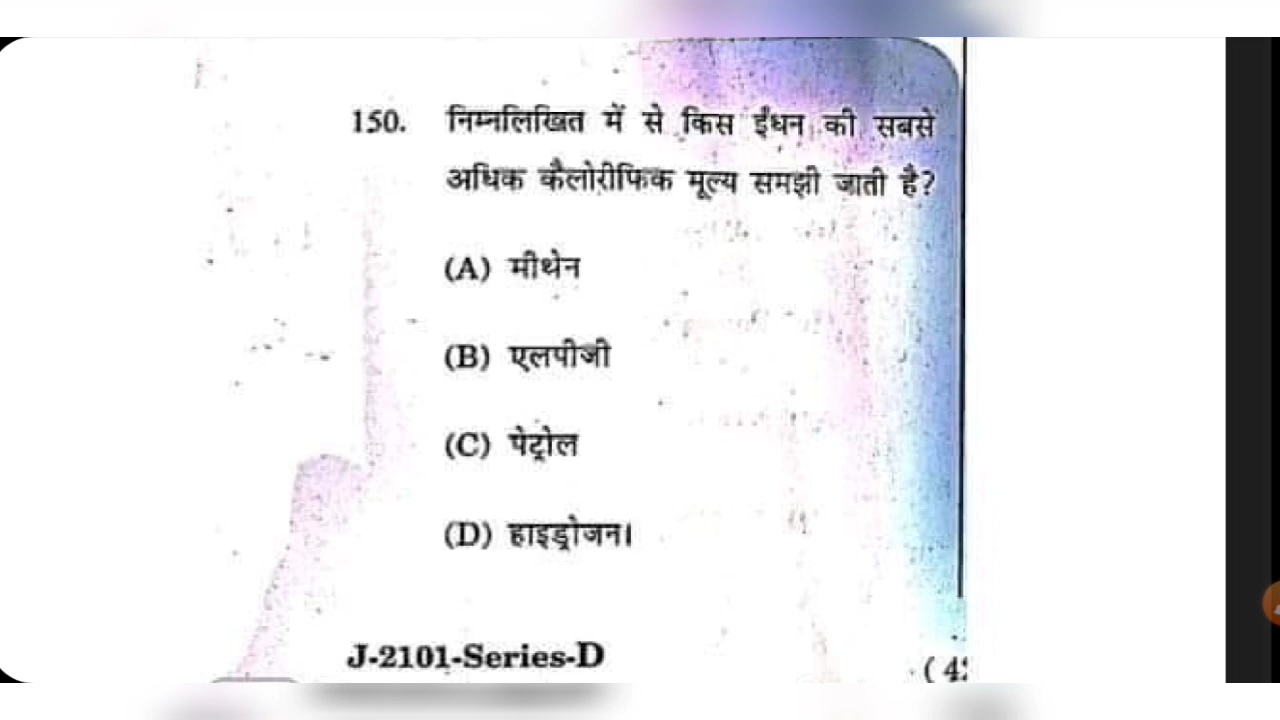 150. निम्नलिखित में से किस ईंधन की सबसे
अधिक कैलोरीफिक मूल्य समझी जाती है?
(A) मीथेन
(B) एलपीजी
(C) पेट्रोल
(D) हाइड्रोजन।
J-2101-Series-D